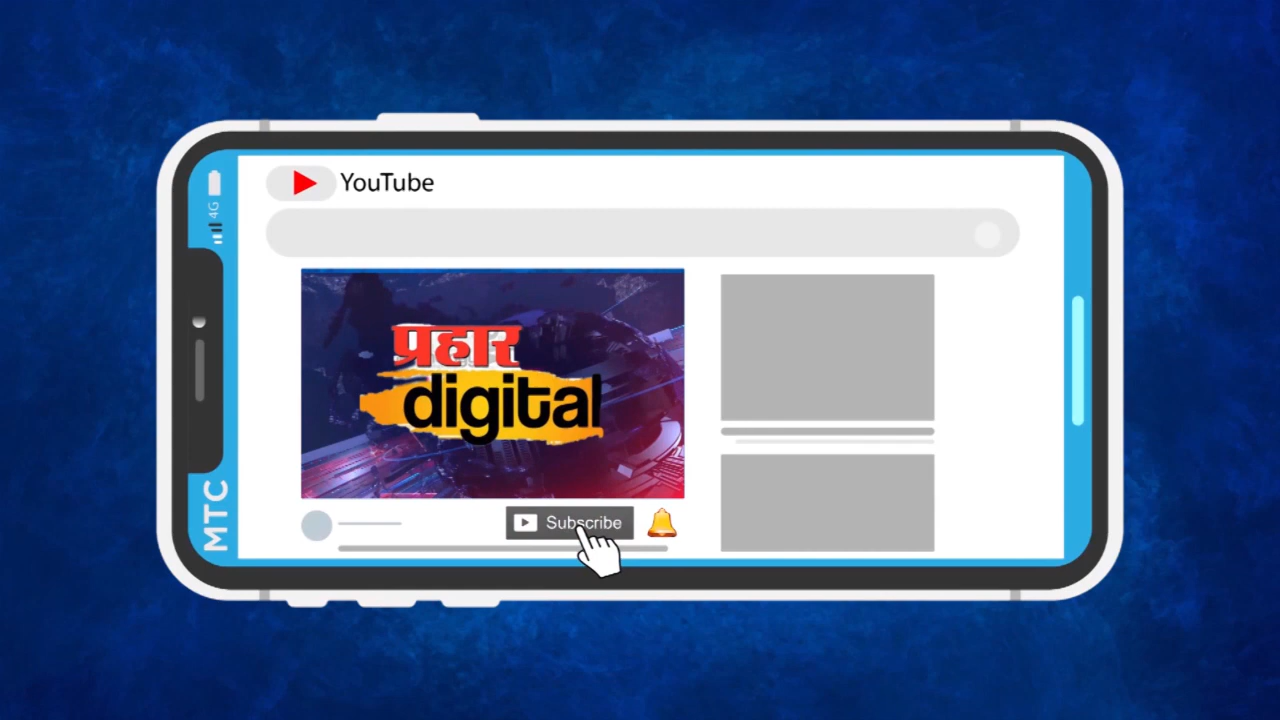 4G
MTC
YouTube
प्रहार
digital
Subscribe